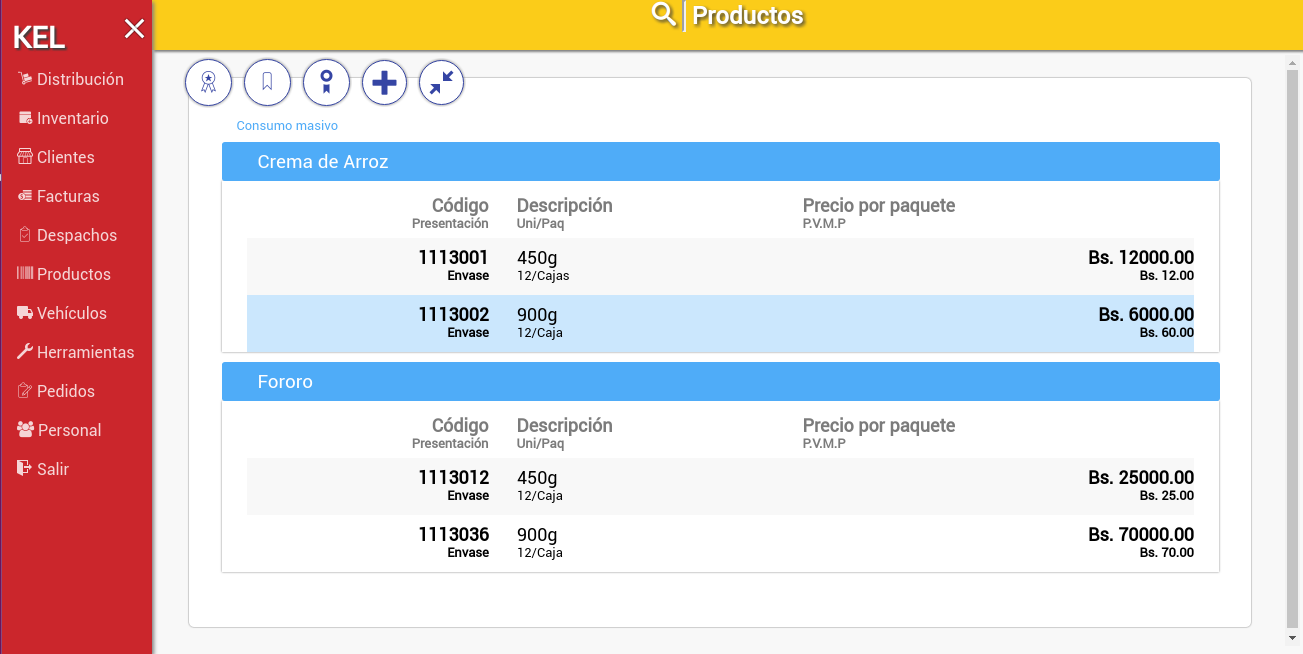 KEL
Productos
Distribución
Inventario
Clientes
Facturas
Despachos
Productos
Vehículos
Herramientas
Pedidos
Personal
Salir
Consumo masivo
Crema de Arroz
Código Descripción Precio por paquete
Presentación Uni/Paq P.V.M.P
1113001 450g Bs. 12000.00
Envase 12/Cajas Bs. 12.00
1113002 900g Bs. 6000.00
Envase 12/Caja Bs. 60.00
Fororo
Código Descripción Precio por paquete
Presentación Uni/Paq P.V.M.P
1113012 450g Bs. 25000.00
Envase 12/Caja Bs. 25.00
1113036 900g Bs. 70000.00
Envase 12/Caja Bs. 70.00